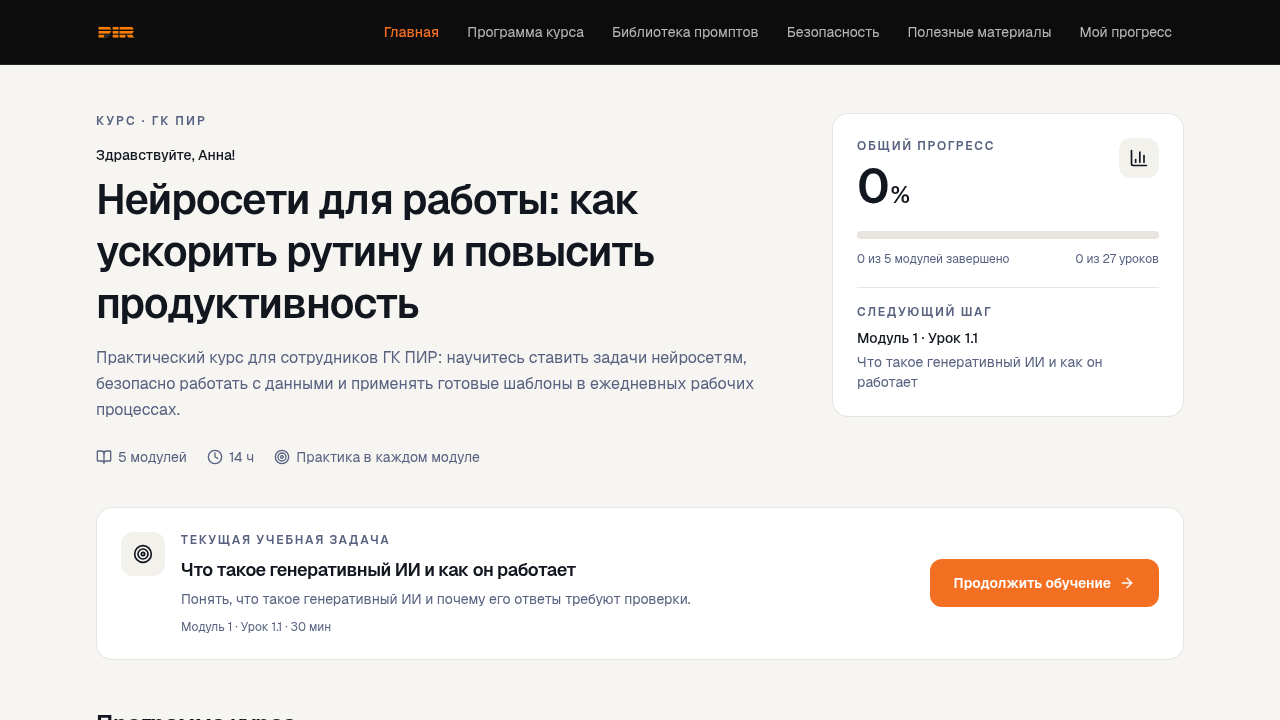 PIR
Главная
Программа курса
Библиотека промптов
Безопасность
Полезные материалы
Мой прогресс
КУРС · ГК ПИР
Здравствуйте, Анна!
Нейросети для работы: как
ускорить рутину и повысить
продуктивность
Практический курс для сотрудников ГК ПИР: научитесь ставить задачи нейросетям,
безопасно работать с данными и применять готовые шаблоны в ежедневных рабочих
процессах.
5 модулей
14 ч
Практика в каждом модуле
ОБЩИЙ ПРОГРЕСС
0%
0 из 5 модулей завершено
0 из 27 уроков
СЛЕДУЮЩИЙ ШАГ
Модуль 1 · Урок 1.1
Что такое генеративный ИИ и как он
работает
ТЕКУЩАЯ УЧЕБНАЯ ЗАДАЧА
Что такое генеративный ИИ и как он работает
Понять, что такое генеративный ИИ и почему его ответы требуют проверки.
Модуль 1 · Урок 1.1 · 30 мин
Продолжить обучение
Программа курса